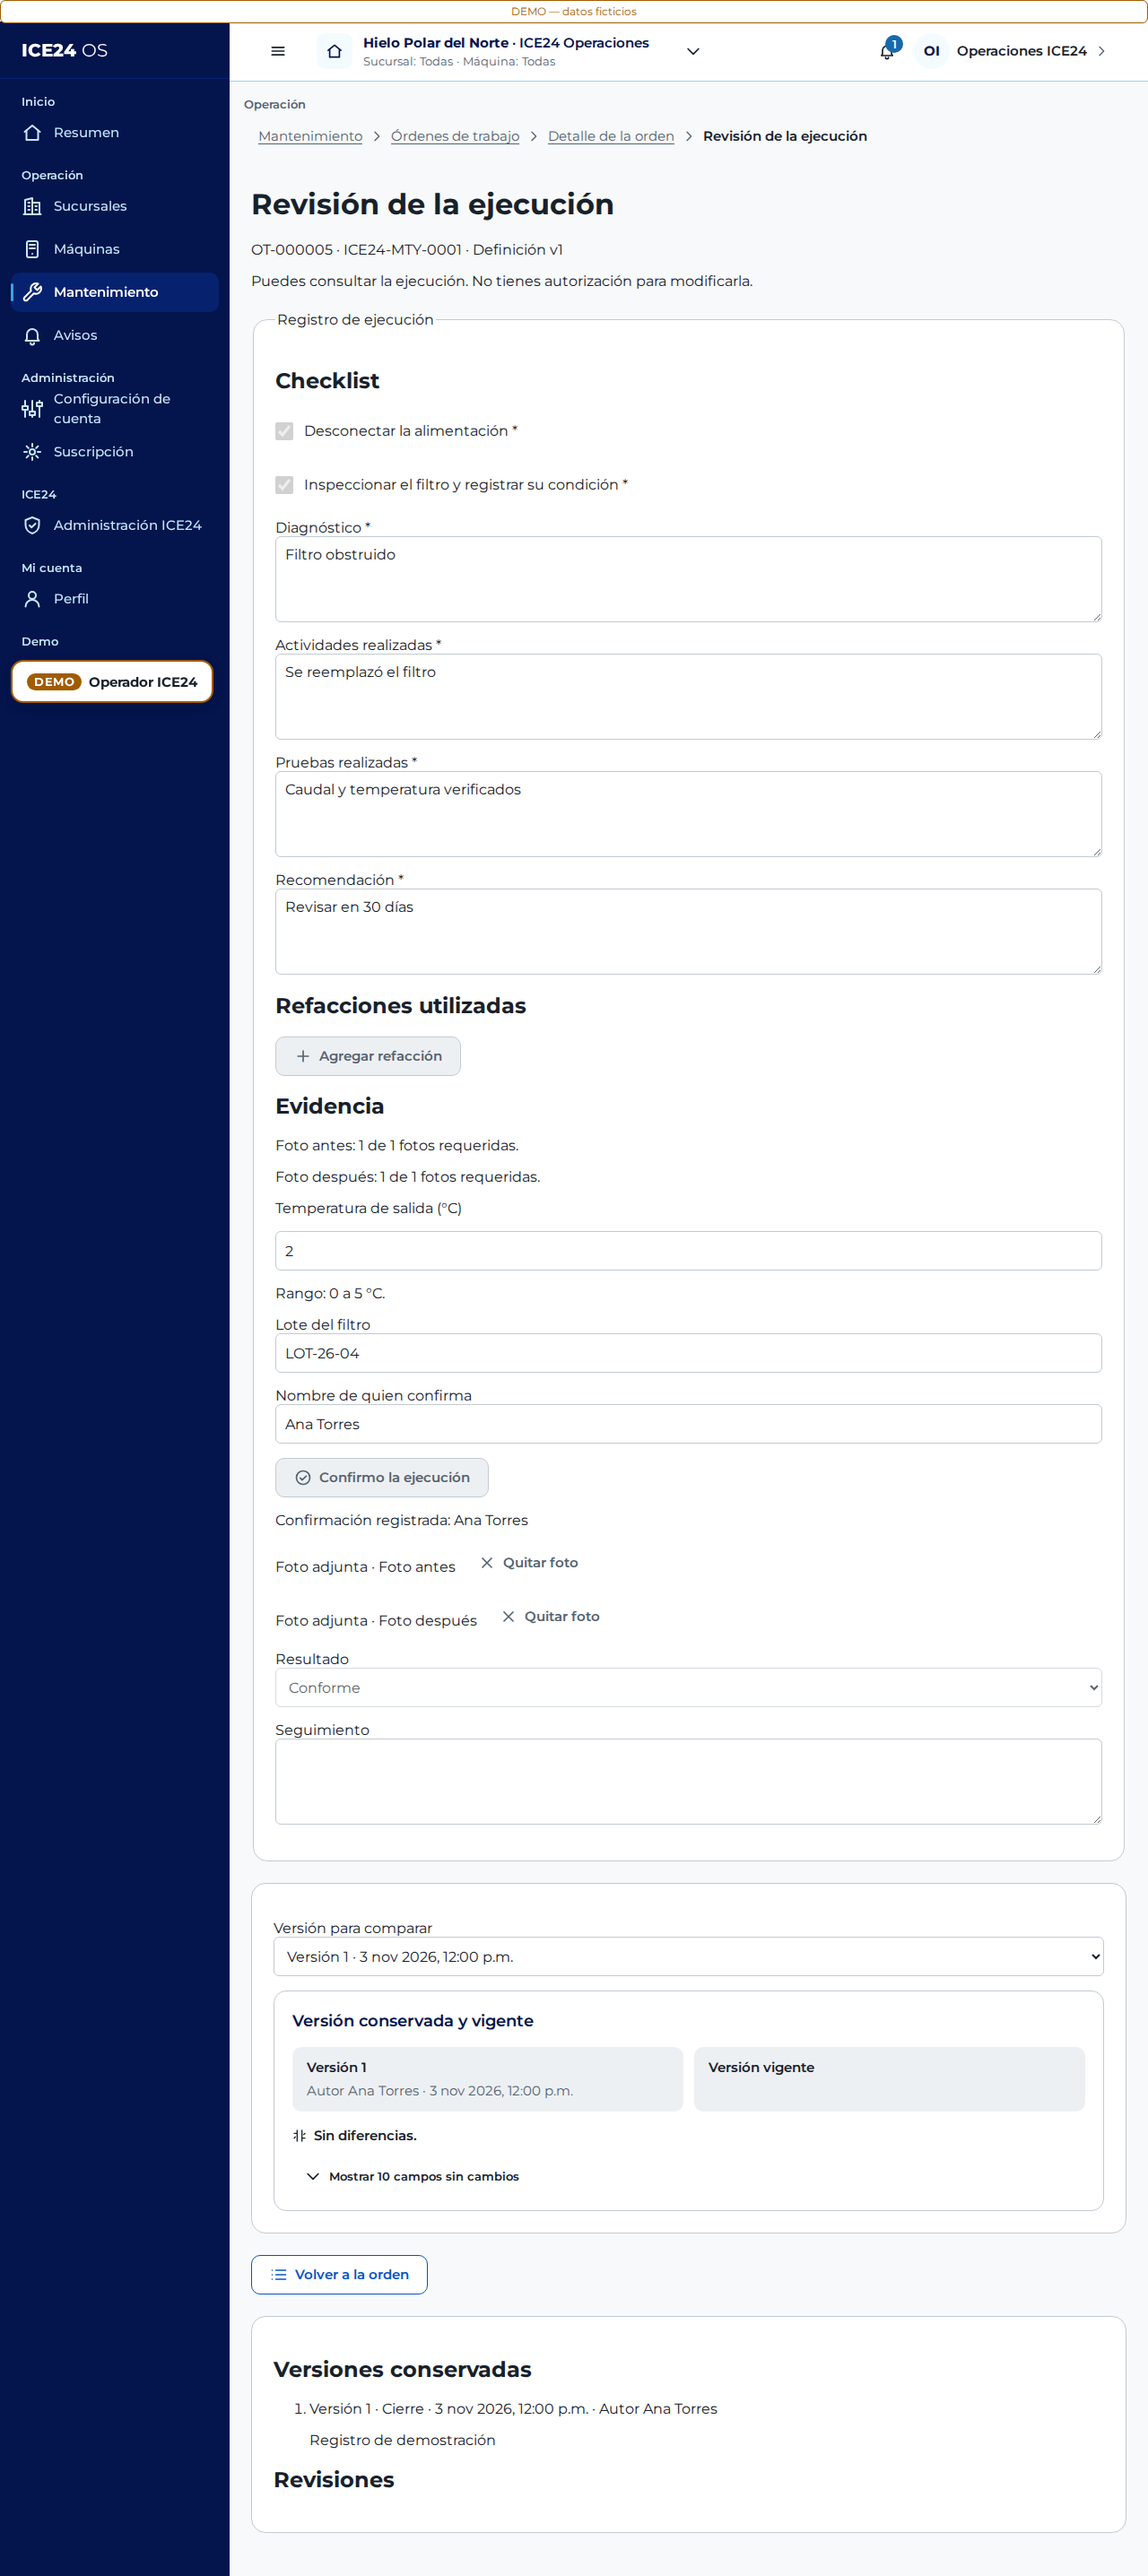 DEMO — datos ficticios
ICE24 OS
Inicio
Resumen
Operación
Sucursales
Máquinas
Mantenimiento
Avisos
Administración
Configuración de
cuenta
Suscripción
ICE24
Administración ICE24
Mi cuenta
Perfil
Demo
DEMO Operador ICE24
Hielo Polar del Norte · ICE24 Operaciones
Sucursal: Todas · Máquina: Todas
1
OI Operaciones ICE24
Operación
Mantenimiento > Órdenes de trabajo > Detalle de la orden > Revisión de la ejecución
Revisión de la ejecución
OT-000005 · ICE24-MTY-0001 · Definición v1
Puedes consultar la ejecución. No tienes autorización para modificarla.
Registro de ejecución
Checklist
Desconectar la alimentación *
Inspeccionar el filtro y registrar su condición *
Diagnóstico *
Filtro obstruido
Actividades realizadas *
Se reemplazó el filtro
Pruebas realizadas *
Caudal y temperatura verificados
Recomendación *
Revisar en 30 días
Refacciones utilizadas
Agregar refacción
Evidencia
Foto antes: 1 de 1 fotos requeridas.
Foto después: 1 de 1 fotos requeridas.
Temperatura de salida (°C)
2
Rango: 0 a 5 °C.
Lote del filtro
LOT-26-04
Nombre de quien confirma
Ana Torres
Confirmo la ejecución
Confirmación registrada: Ana Torres
Foto adjunta · Foto antes Quitar foto
Foto adjunta · Foto después Quitar foto
Resultado
Conforme
Seguimiento
Versión para comparar
Versión 1 · 3 nov 2026, 12:00 p.m.
Versión conservada y vigente
Versión 1
Autor Ana Torres · 3 nov 2026, 12:00 p.m.
Versión vigente
Sin diferencias.
Mostrar 10 campos sin cambios
Volver a la orden
Versiones conservadas
1. Versión 1 · Cierre · 3 nov 2026, 12:00 p.m. · Autor Ana Torres
Registro de demostración
Revisiones